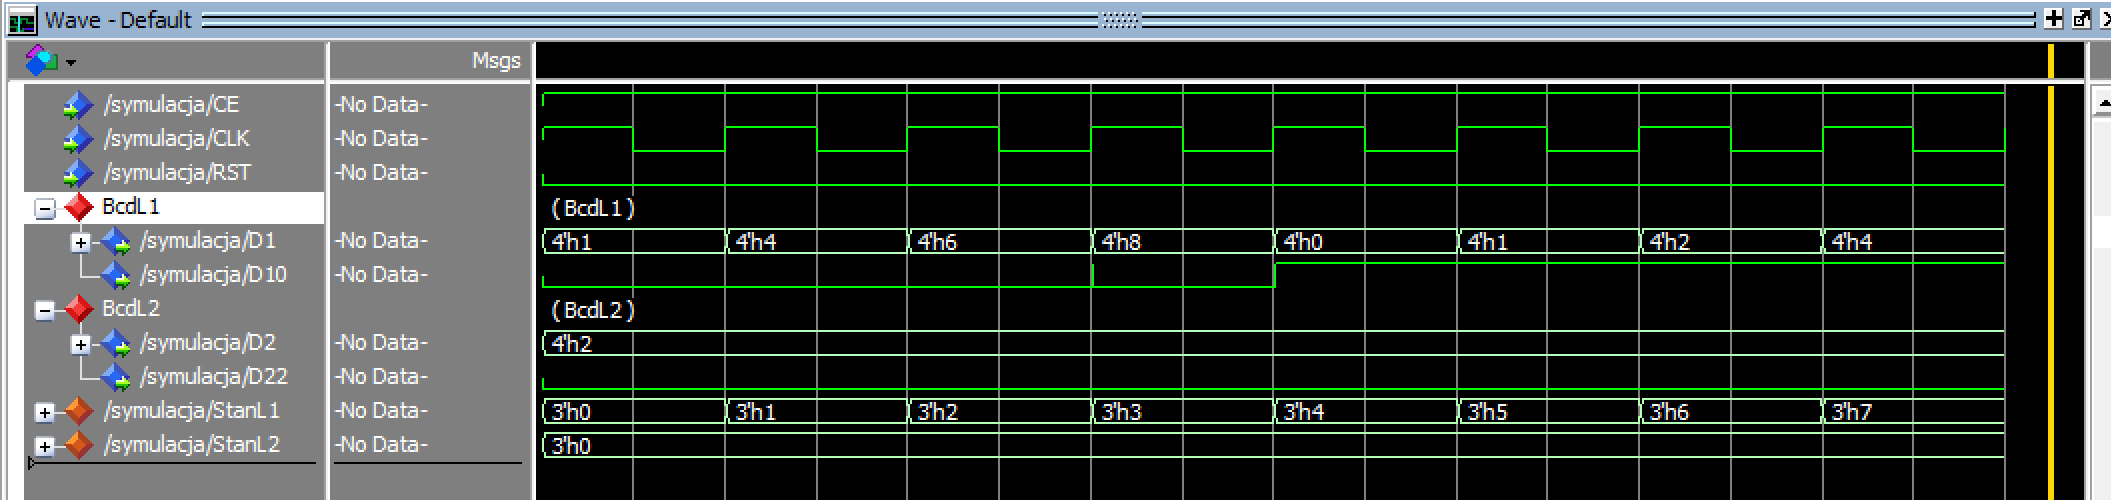 Wave - Default
Msgs
/symulacja/CE -No Data-
/symulacja/CLK -No Data-
/symulacja/RST -No Data-
BcdL1 (BcdL1)
/symulacja/D1 -No Data- 4'h1 4'h4 4'h6 4'h8 4'h0 4'h1 4'h2 4'h4
/symulacja/D10 -No Data-
BcdL2 (BcdL2)
/symulacja/D2 -No Data- 4'h2
/symulacja/D22 -No Data-
/symulacja/StanL1 -No Data- 3'h0 3'h1 3'h2 3'h3 3'h4 3'h5 3'h6 3'h7
/symulacja/StanL2 -No Data- 3'h0